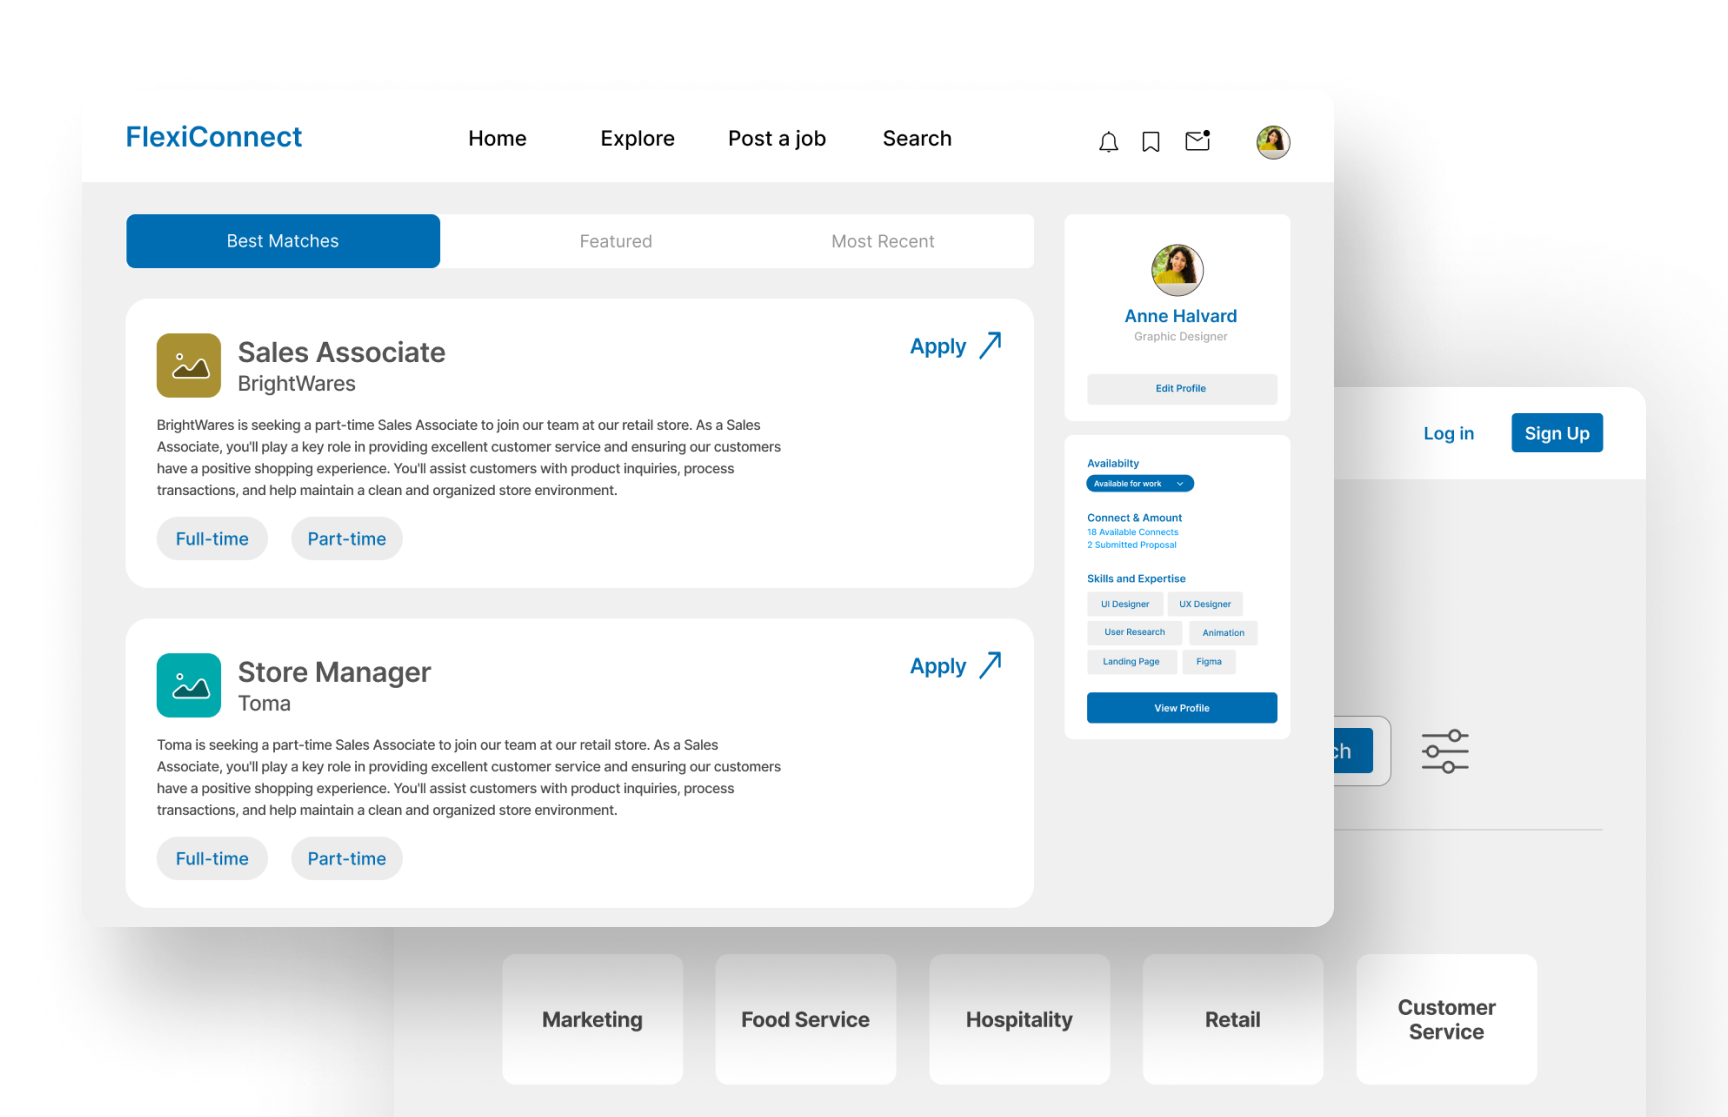 FlexiConnect
Home
Explore
Post a job
Search
Best Matches
Featured
Most Recent
Sales Associate
BrightWares
Apply
BrightWares is seeking a part-time Sales Associate to join our team at our retail store. As a Sales
Associate, you'll play a key role in providing excellent customer service and ensuring our customers
have a positive shopping experience. You'll assist customers with product inquiries, process
transactions, and help maintain a clean and organized store environment.
Full-time
Part-time
Store Manager
Toma
Apply
Toma is seeking a part-time Sales Associate to join our team at our retail store. As a Sales
Associate, you'll play a key role in providing excellent customer service and ensuring our customers
have a positive shopping experience. You'll assist customers with product inquiries, process
transactions, and help maintain a clean and organized store environment.
Full-time
Part-time
Anne Halvard
Graphic Designer
Edit Profile
Availabilty
Available for work
Connect & Amount
18 Available Connects
2 Submitted Proposal
Skills and Expertise
UI Designer
UX Designer
User Research
Animation
Landing Page
Figma
View Profile
Log in
Sign Up
ch
Marketing
Food Service
Hospitality
Retail
Customer
Service